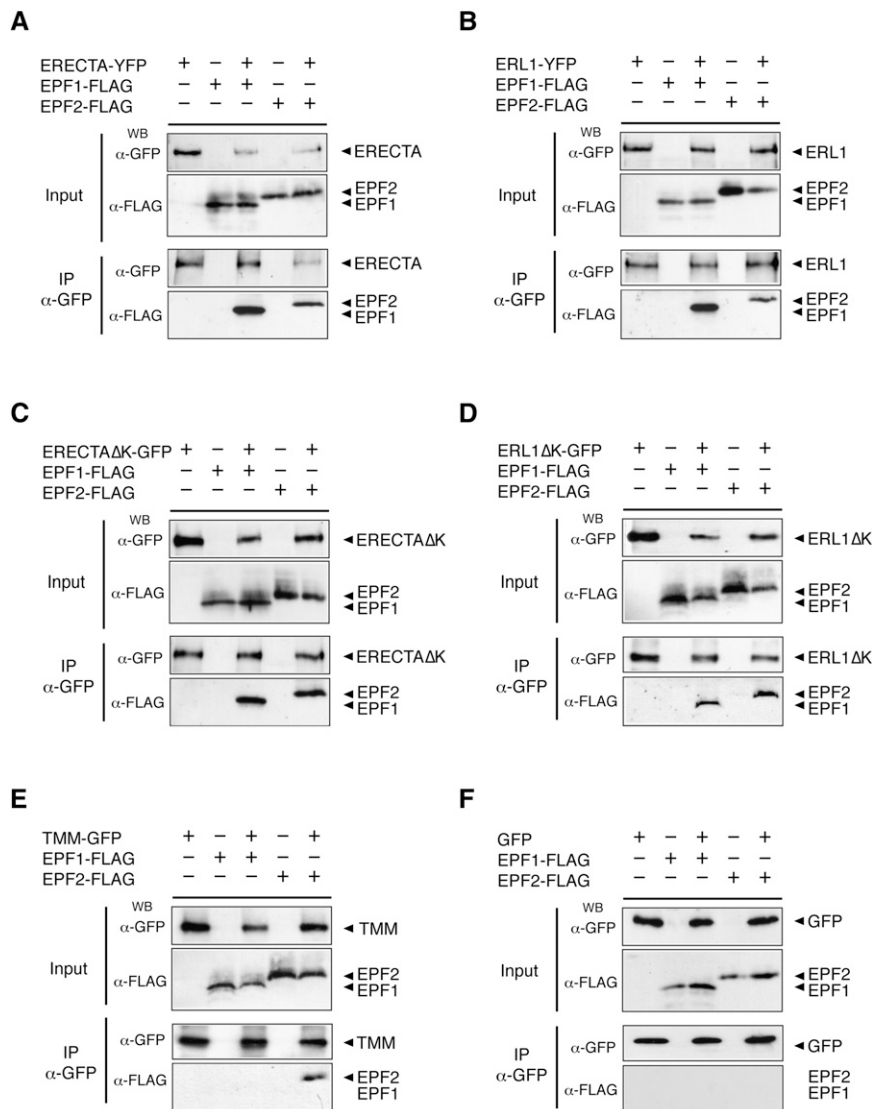 A
ERECTA-YFP + − + − +
EPF1-FLAG − + + − −
EPF2-FLAG − − − + +
WB
Input
α-GFP
ERECTA
α-FLAG
EPF2
EPF1
IP
α-GFP
α-GFP
ERECTA
α-FLAG
EPF2
EPF1
B
ERL1-YFP + − + − +
EPF1-FLAG − + + − −
EPF2-FLAG − − − + +
WB
Input
α-GFP
ERL1
α-FLAG
EPF2
EPF1
IP
α-GFP
α-GFP
ERL1
α-FLAG
EPF2
EPF1
C
ERECTAΔK-GFP + − + − +
EPF1-FLAG − + + − −
EPF2-FLAG − − − + +
WB
Input
α-GFP
ERECTAΔK
α-FLAG
EPF2
EPF1
IP
α-GFP
α-GFP
ERECTAΔK
α-FLAG
EPF2
EPF1
D
ERL1ΔK-GFP + − + − +
EPF1-FLAG − + + − −
EPF2-FLAG − − − + +
WB
Input
α-GFP
ERL1ΔK
α-FLAG
EPF2
EPF1
IP
α-GFP
α-GFP
ERL1ΔK
α-FLAG
EPF2
EPF1
E
TMM-GFP + − + − +
EPF1-FLAG − + + − −
EPF2-FLAG − − − + +
WB
Input
α-GFP
TMM
α-FLAG
EPF2
EPF1
IP
α-GFP
α-GFP
TMM
α-FLAG
EPF2
EPF1
F
GFP + − + − +
EPF1-FLAG − + + − −
EPF2-FLAG − − − + +
WB
Input
α-GFP
GFP
α-FLAG
EPF2
EPF1
IP
α-GFP
α-GFP
GFP
α-FLAG
EPF2
EPF1